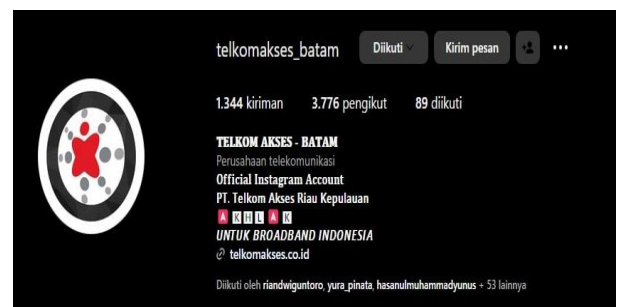 telkomakses_batam Diikuti Kirim pesan
1.344 kiriman 3.776 pengikut 89 diikuti
TELKOM AKSES - BATAM
Perusahaan telekomunikasi
Official Instagram Account
PT. Telkom Akses Riau Kepulauan
A K H L A K
UNTUK BROADBAND INDONESIA
telkomakses.co.id
Diikuti oleh riandwiguntoro, yura_pinata, hasanulmuhammadyunus + 53 lainnya